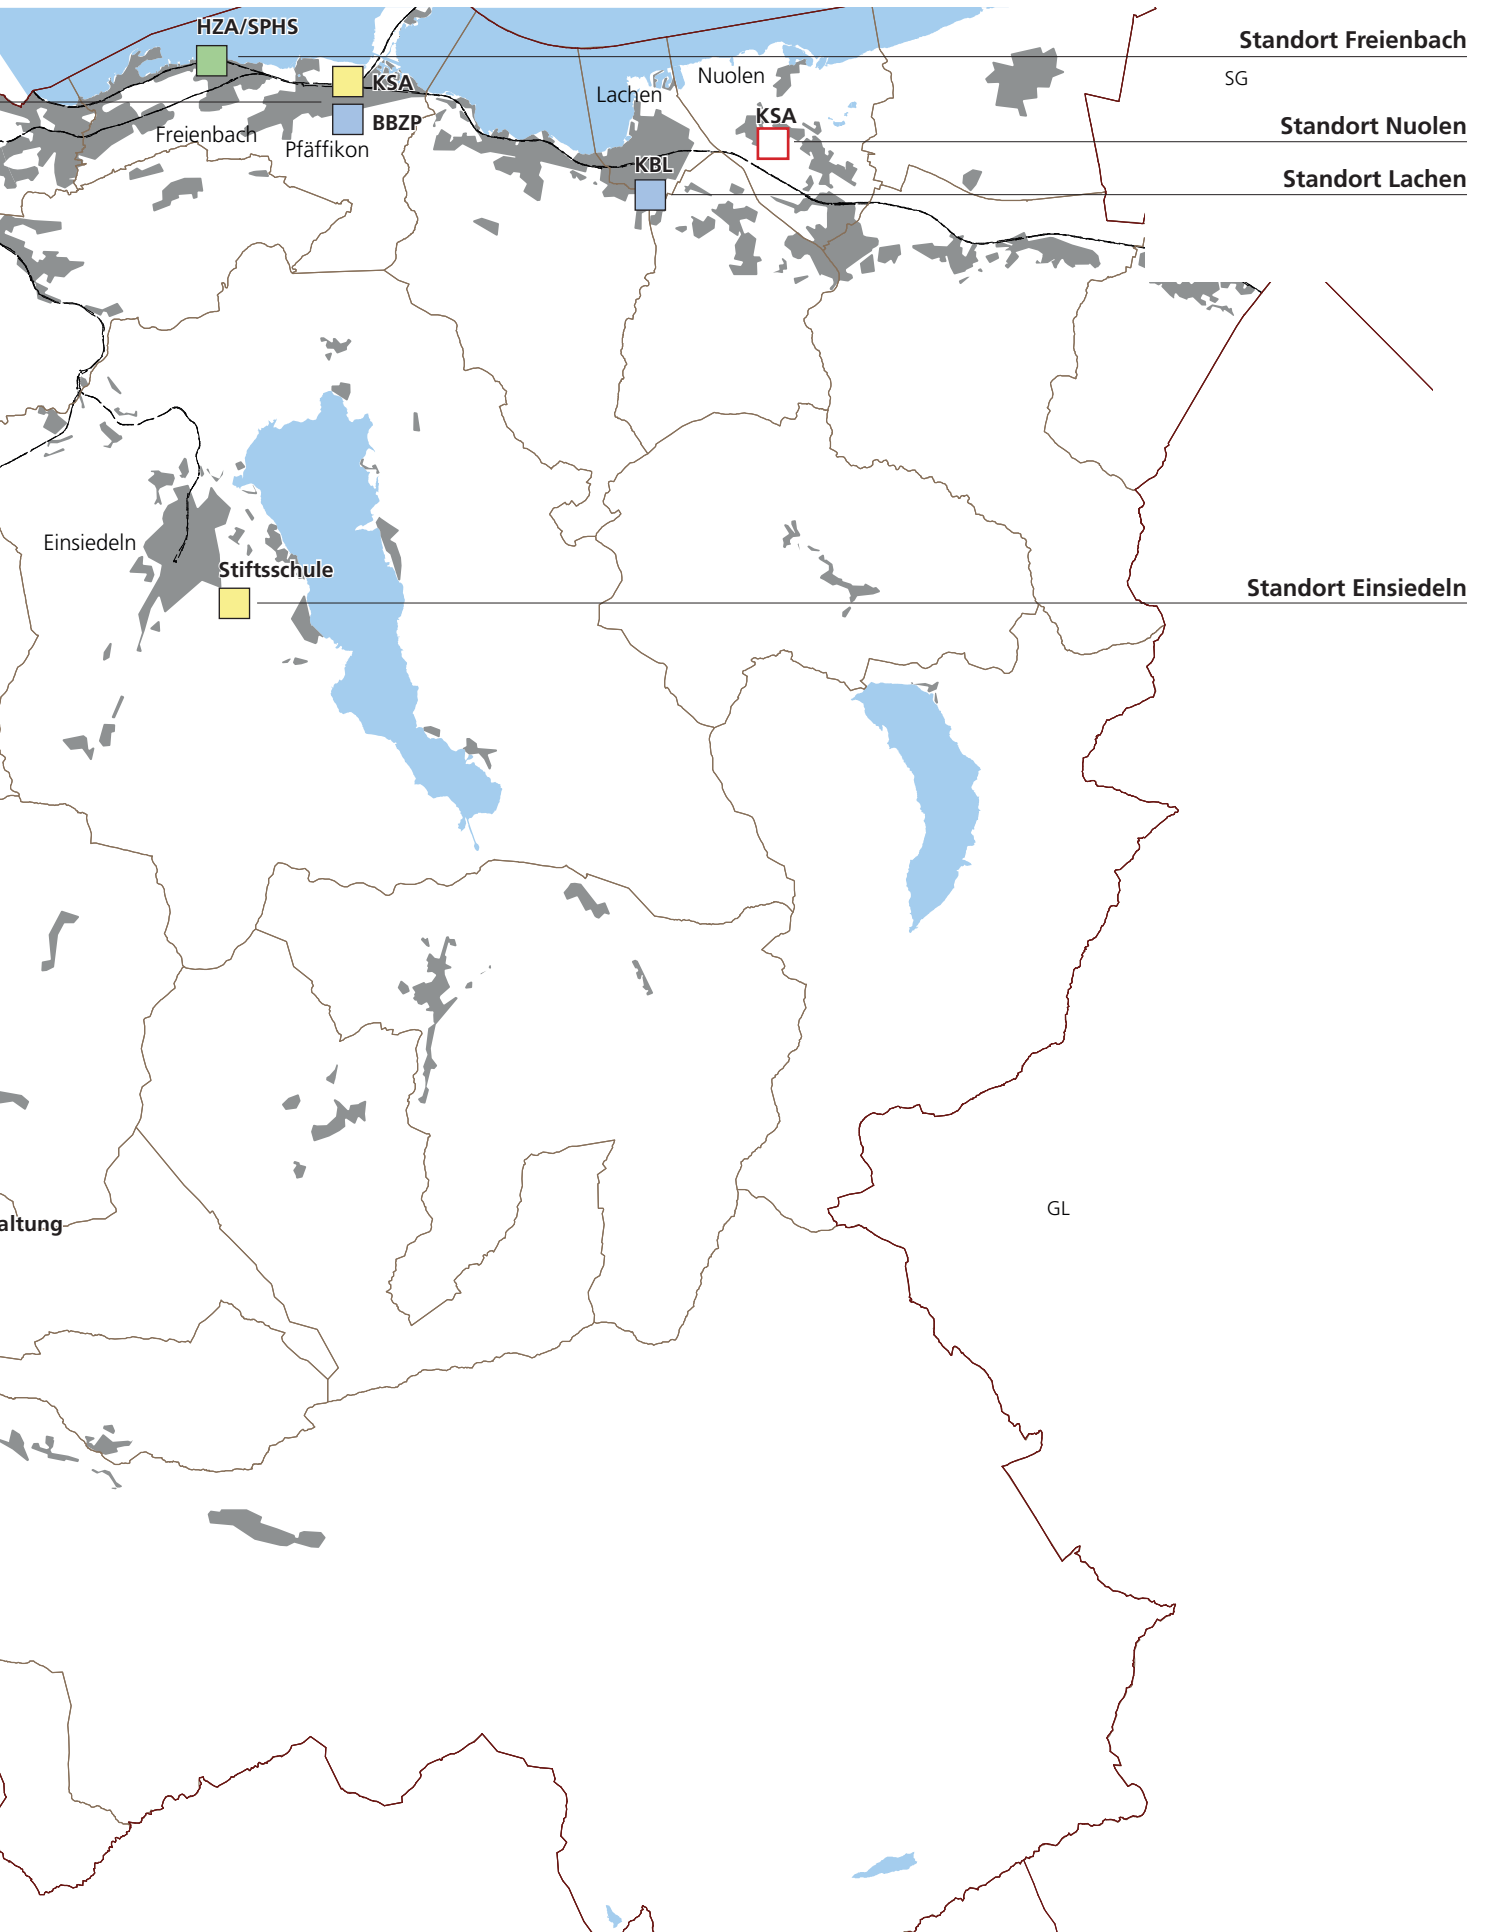 HZA/SPHS
Standort Freienbach
Nuolen
SG
KSA
Lachen
KSA
BBZP
Standort Nuolen
Freienbach
Pfäffikon
KBL
Standort Lachen
Einsiedeln
Stiftsschule
Standort Einsiedeln
GL
altung